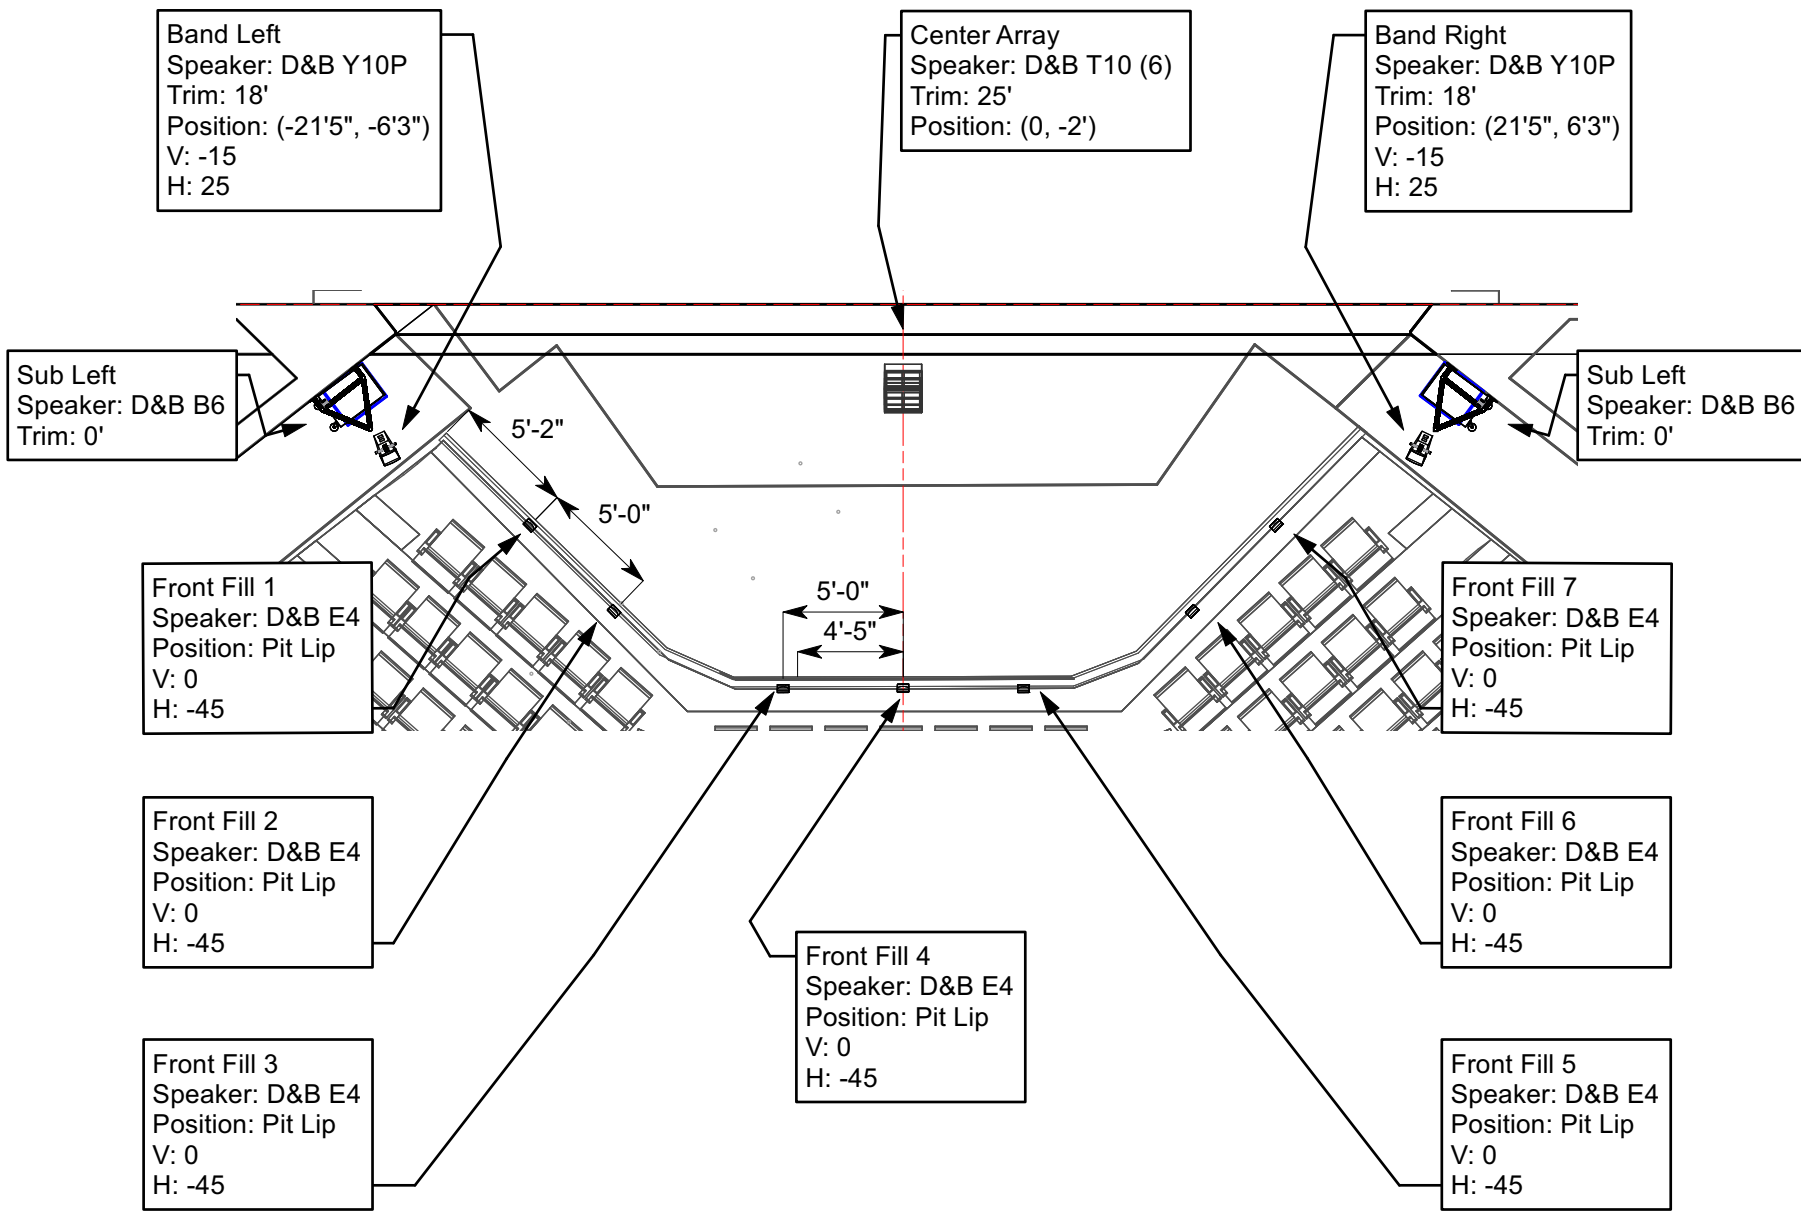 Band Left
Speaker: D&B Y10P
Trim: 18'
Position: (-21'5", -6'3")
V: -15
H: 25
Center Array
Speaker: D&B T10 (6)
Trim: 25'
Position: (0, -2')
Band Right
Speaker: D&B Y10P
Trim: 18'
Position: (21'5", 6'3")
V: -15
H: 25
Sub Left
Speaker: D&B B6
Trim: 0'
Sub Left
Speaker: D&B B6
Trim: 0'
5'-2"
5'-0"
5'-0"
4'-5"
Front Fill 1
Speaker: D&B E4
Position: Pit Lip
V: 0
H: -45
Front Fill 7
Speaker: D&B E4
Position: Pit Lip
V: 0
H: -45
Front Fill 2
Speaker: D&B E4
Position: Pit Lip
V: 0
H: -45
Front Fill 6
Speaker: D&B E4
Position: Pit Lip
V: 0
H: -45
Front Fill 4
Speaker: D&B E4
Position: Pit Lip
V: 0
H: -45
Front Fill 3
Speaker: D&B E4
Position: Pit Lip
V: 0
H: -45
Front Fill 5
Speaker: D&B E4
Position: Pit Lip
V: 0
H: -45